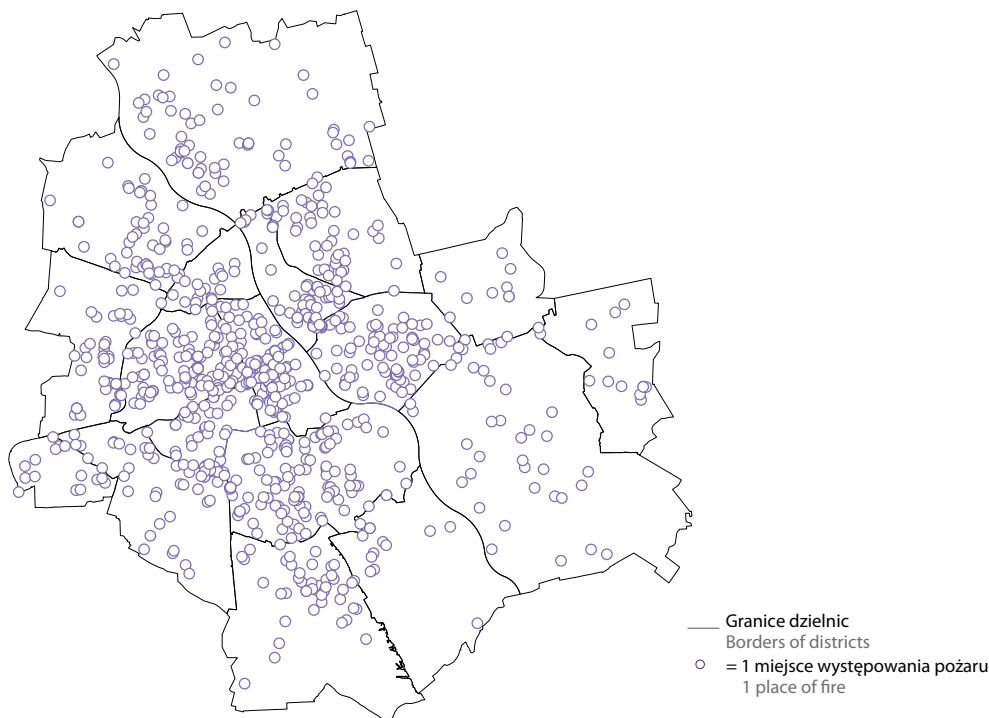 Granice dzielnic
Borders of districts
= 1 miejsce występowania pożaru
1 place of fire